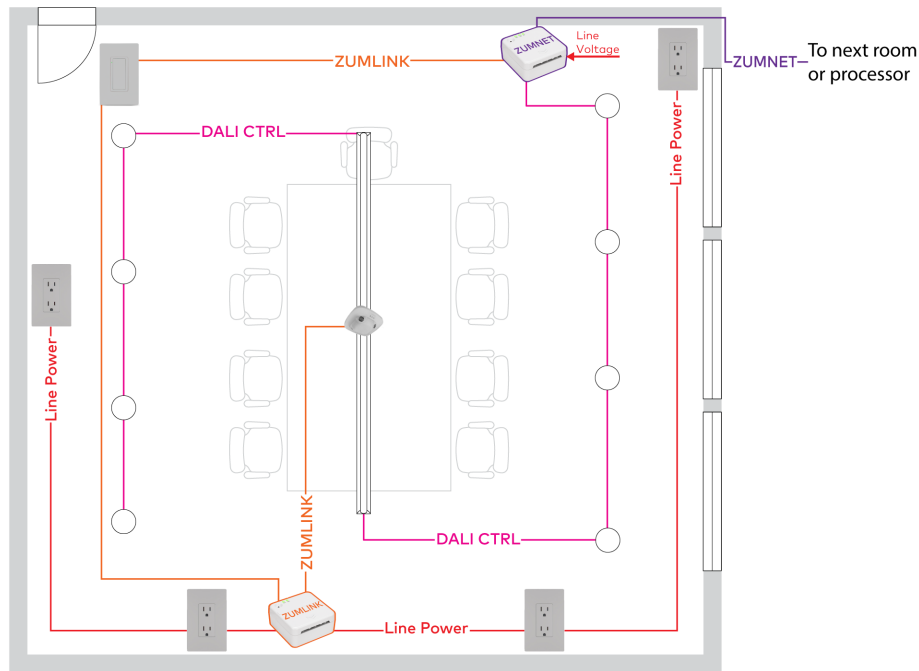 ZUMNET
Line
Voltage
ZUMLINK
ZUMNET
To next room
or processor
DALI CTRL
Line Power
Line Power
ZUMLINK
DALI CTRL
ZUMLINK
Line Power